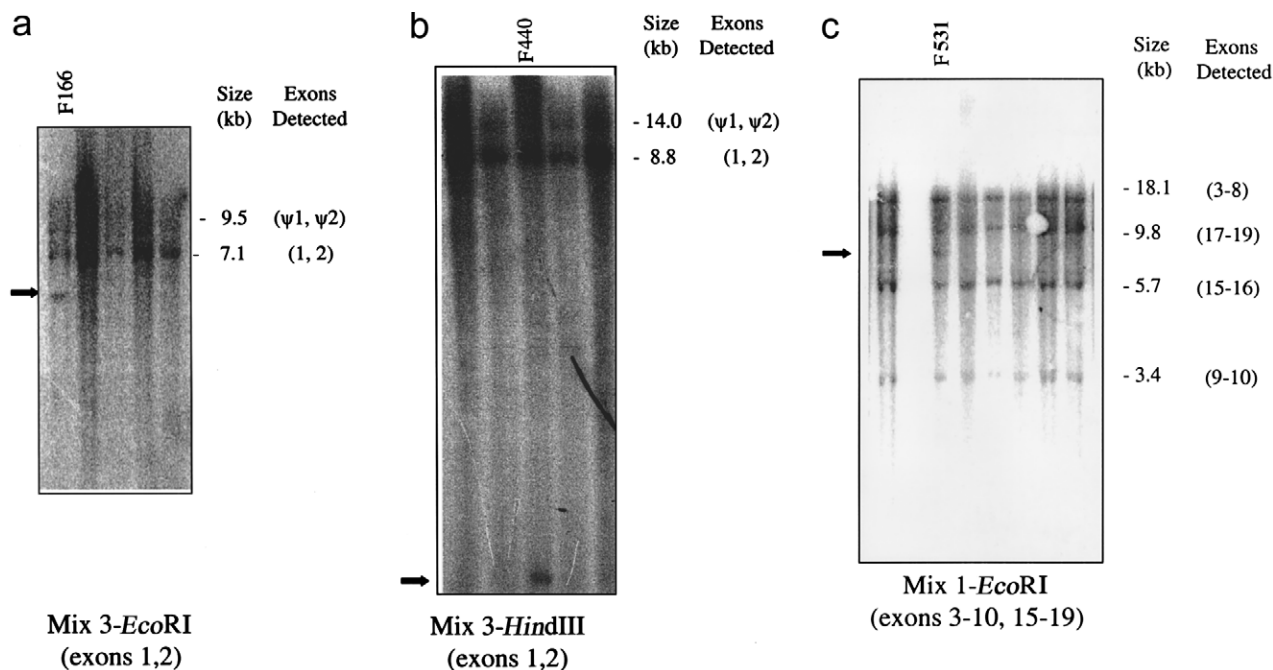 a
F166
Size Exons
(kb) Detected
- 9.5 (ψ1, ψ2)
- 7.1 (1, 2)
Mix 3-EcoRI
(exons 1,2)
b
F440
Size Exons
(kb) Detected
- 14.0 (ψ1, ψ2)
- 8.8 (1, 2)
Mix 3-HindIII
(exons 1,2)
c
F531
Size Exons
(kb) Detected
- 18.1 (3-8)
- 9.8 (17-19)
- 5.7 (15-16)
- 3.4 (9-10)
Mix 1-EcoRI
(exons 3-10, 15-19)